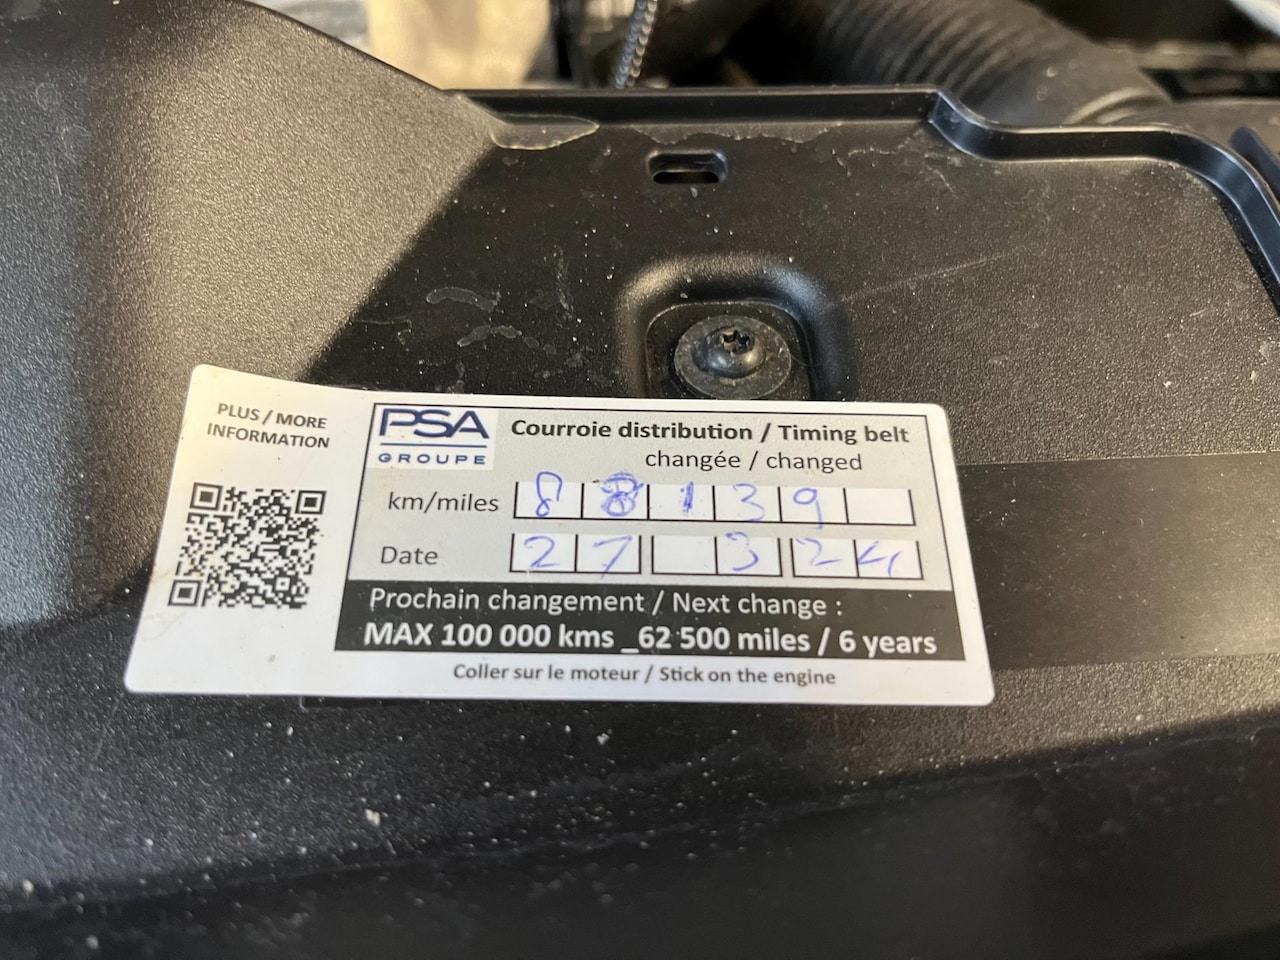 PLUS / MORE
INFORMATION
PSA
GROUPE
Courroie distribution / Timing belt
changée / changed
km/miles 88139
Date 27 3 24
Prochain changement / Next change :
MAX 100 000 kms _62 500 miles / 6 years
Coller sur le moteur / Stick on the engine